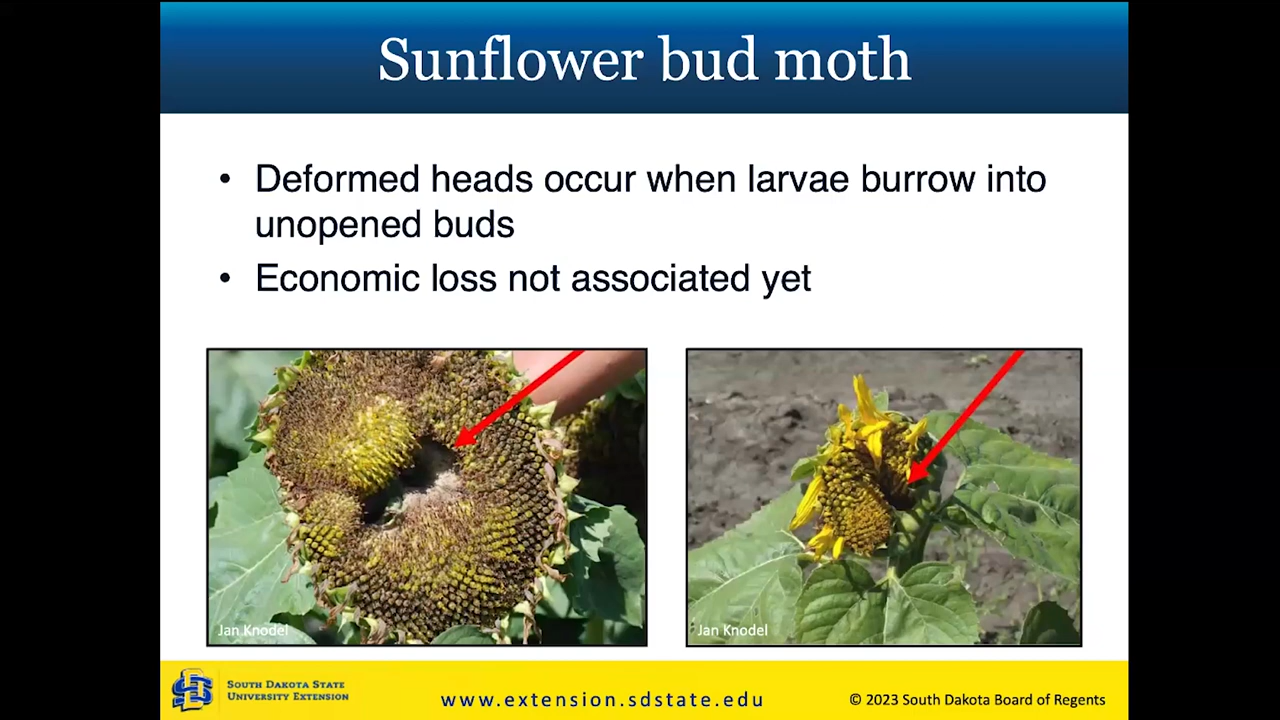 Sunflower bud moth
• Deformed heads occur when larvae burrow into
unopened buds
• Economic loss not associated yet
Jan Knodel
Jan Knodel
SOUTH DAKOTA STATE
UNIVERSITY EXTENSION
www.extension.sdstate.edu
© 2023 South Dakota Board of Regents